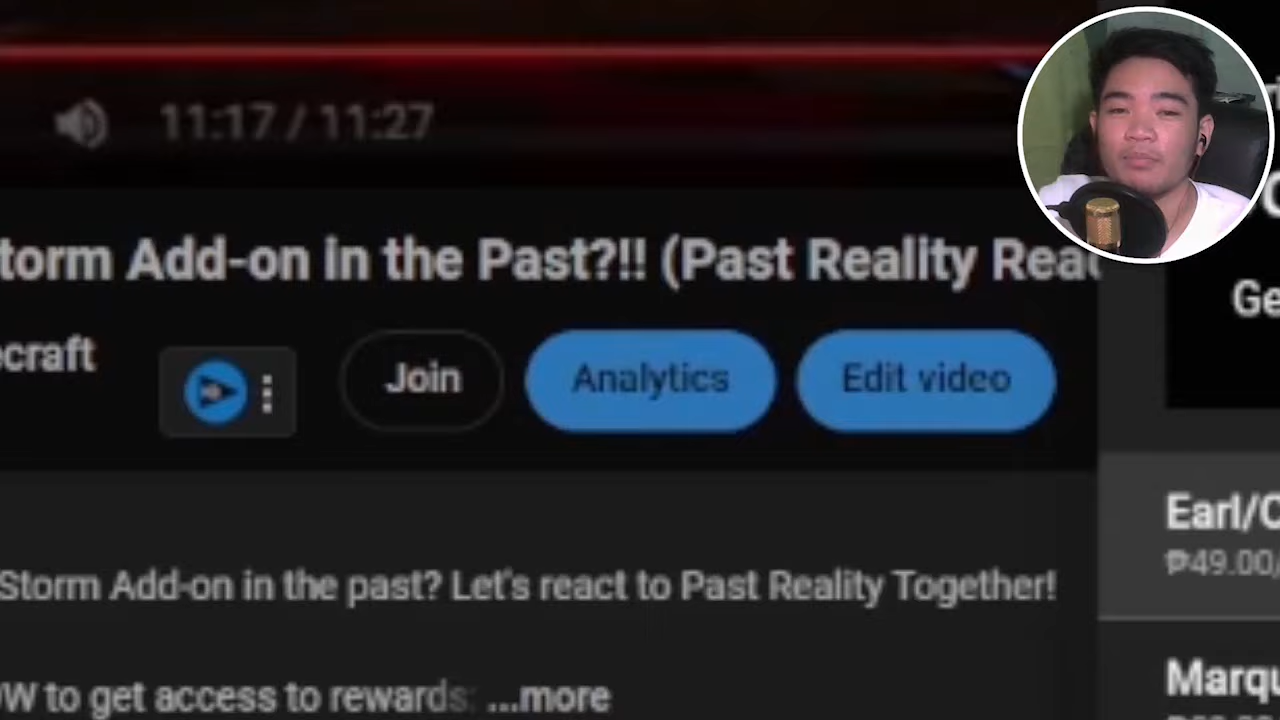 11:17 / 11:27
torm Add-on in the Past?!! (Past Reality Rea
Ge
craft
Join
Analytics
Edit video
Earl/
₱49.00/
Storm Add-on in the past? Let's react to Past Reality Together!
Marqu
W to get access to rewards: ...more